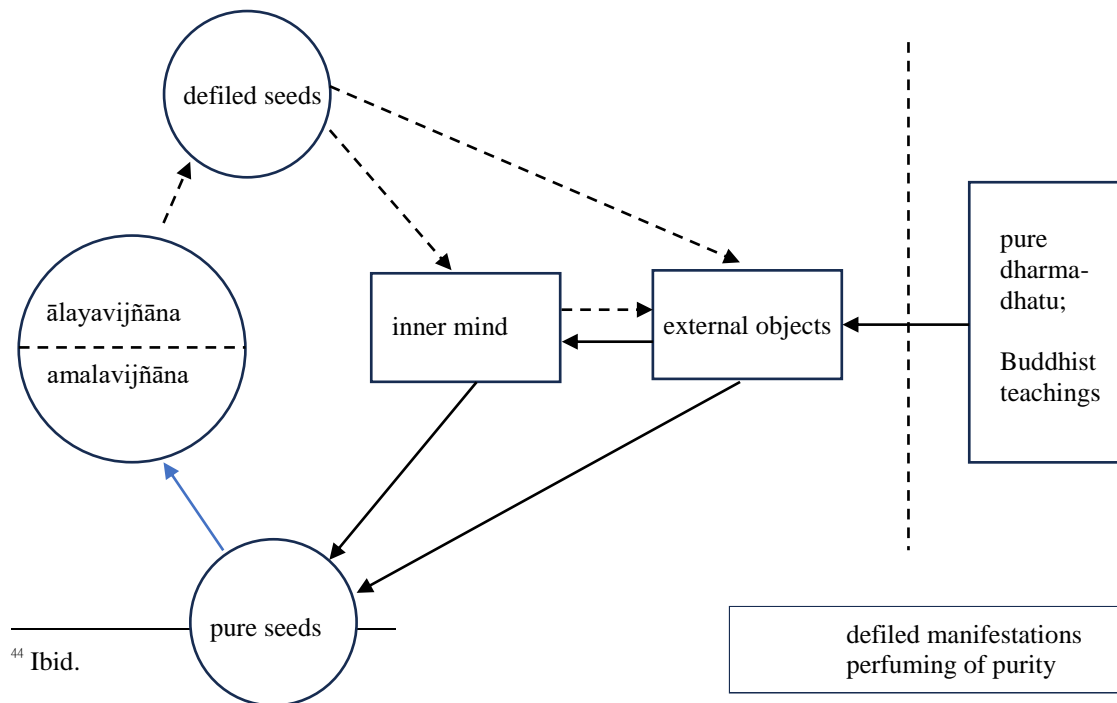 defiled seeds
ālayavijñāna
amalavijñāna
inner mind
external objects
pure
dharma-
dhatu;
Buddhist
teachings
pure seeds
44 Ibid.
defiled manifestations
perfuming of purity